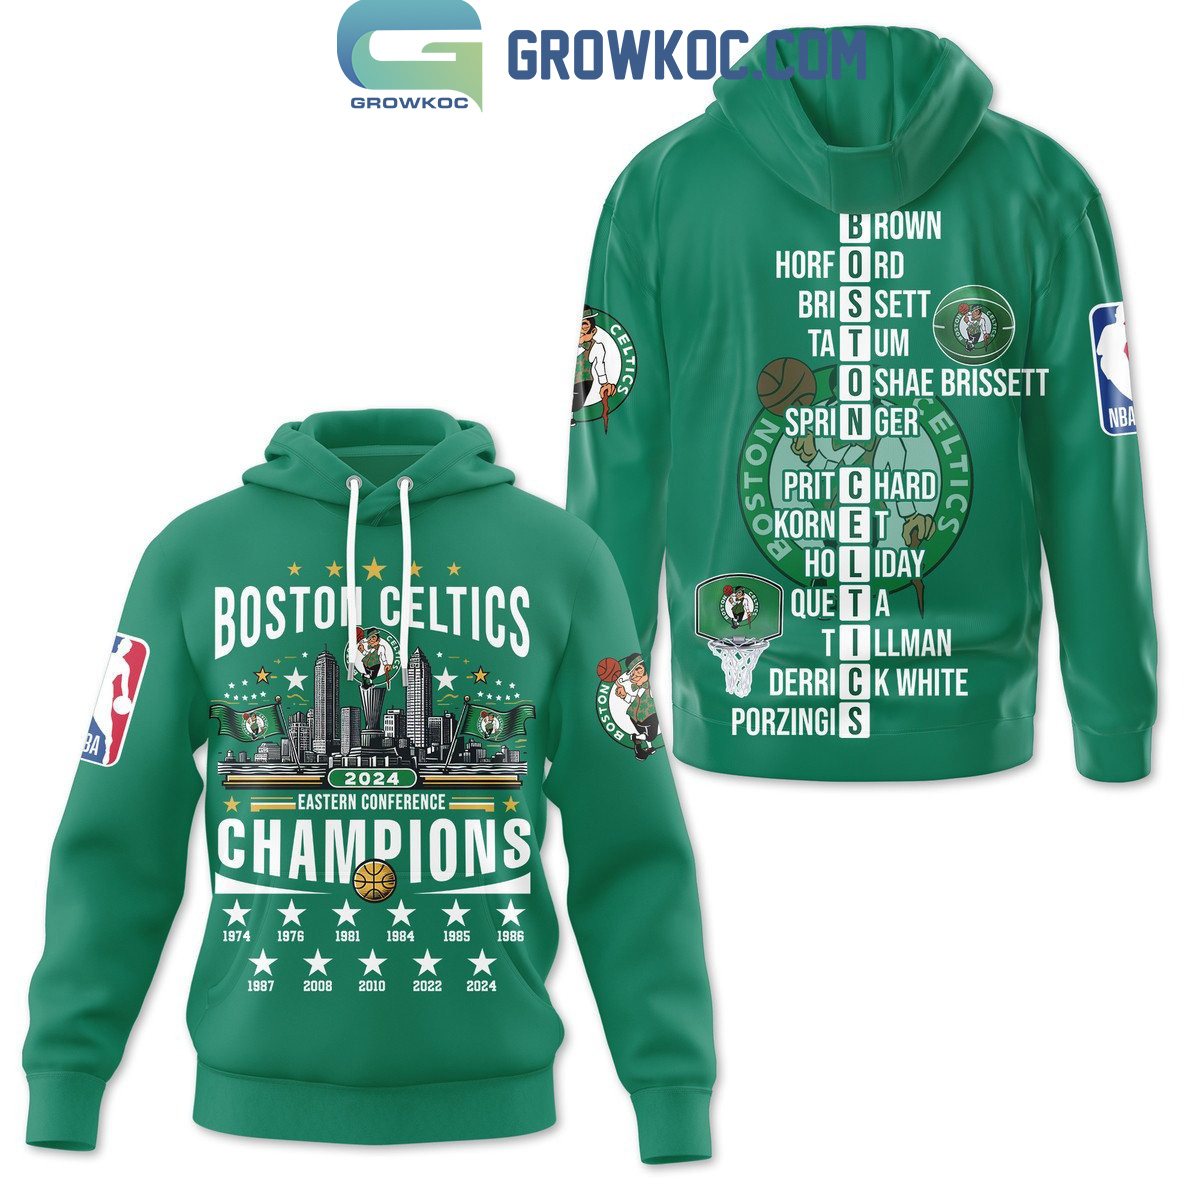 GROWKOC
GROWKOC.COM
BROWN
HORFORD
BRISSETT
TATUM
OSHAE BRISSETT
SPRINGER
PRITCHARD
KORNET
HOLIDAY
QUETA
TILLMAN
DERRICK WHITE
PORZINGIS
BOSTON CELTICS
CELTICS
NBA
BOSTON CELTICS
2024
EASTERN CONFERENCE
CHAMPIONS
1974 1976 1981 1984 1985 1986
1987 2008 2010 2022 2024
BA
BOSTON